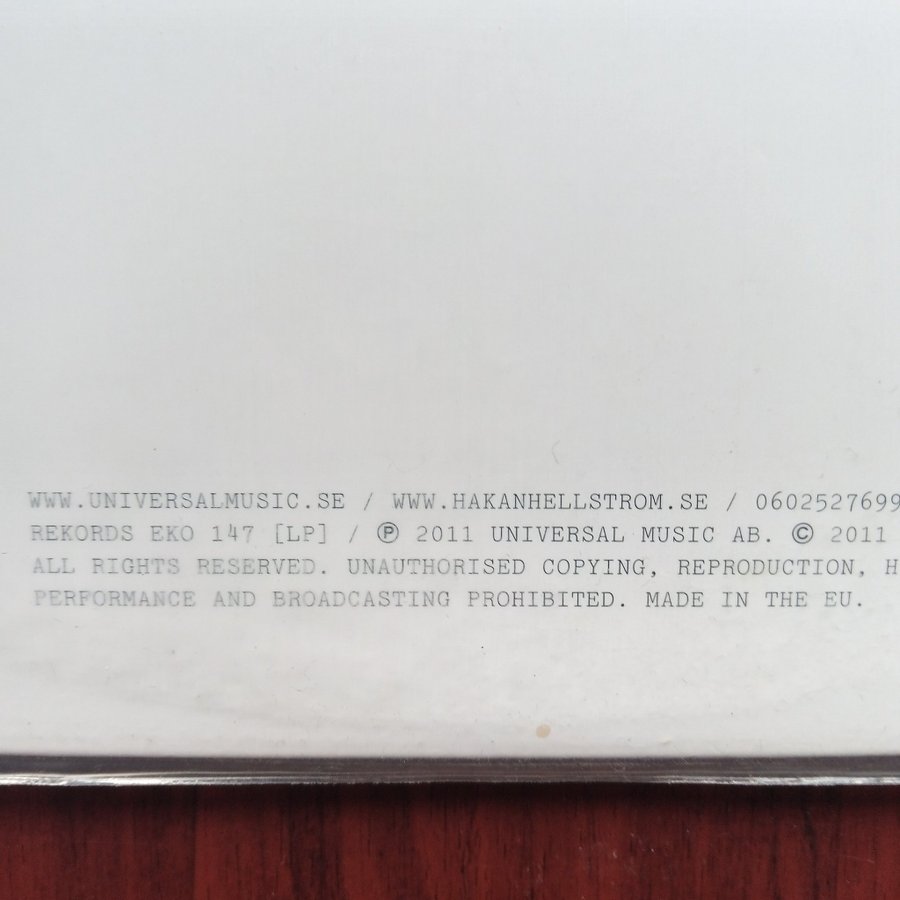 WWW.UNIVERSALMUSIC.SE / WWW.HAKANHELLSTROM.SE / 0602527699
REKORDS EKO 147 [LP] / ℗ 2011 UNIVERSAL MUSIC AB. © 2011
ALL RIGHTS RESERVED. UNAUTHORISED COPYING, REPRODUCTION, H
PERFORMANCE AND BROADCASTING PROHIBITED. MADE IN THE EU.